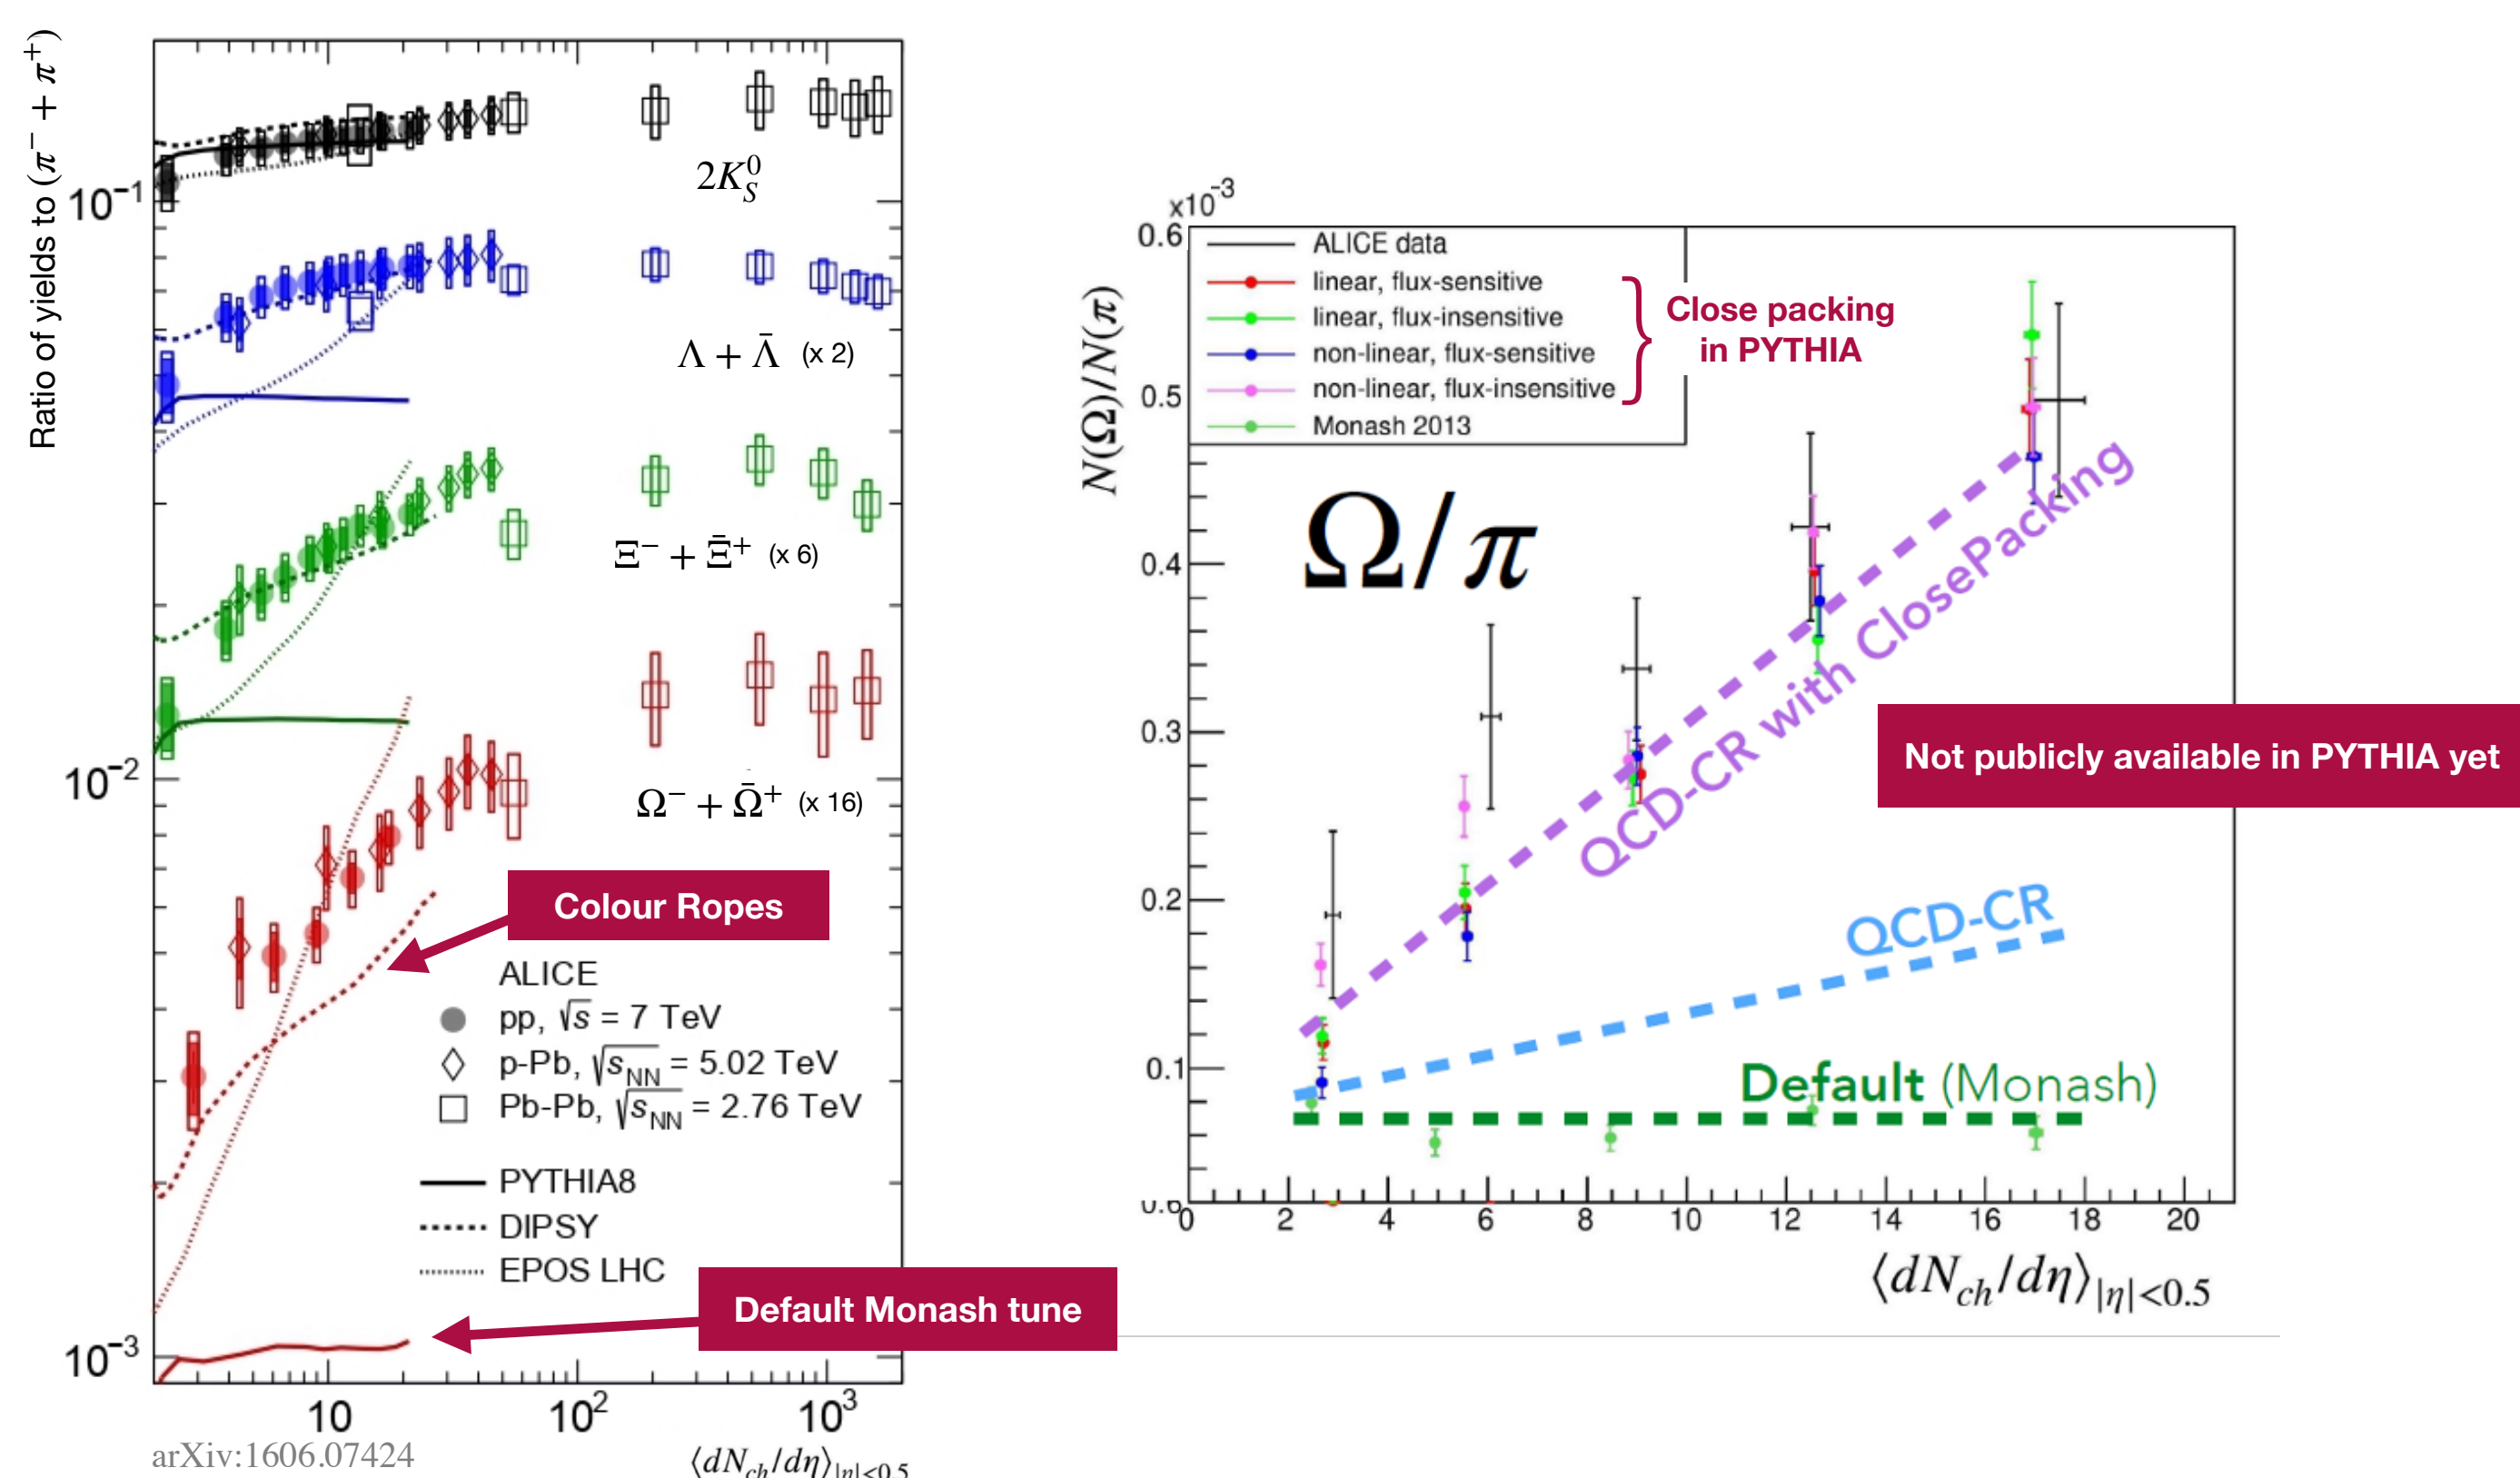 Ratio of yields to (π⁻ + π⁺)
10⁻¹
10⁻²
10⁻³
2K⁰_S
Λ + Λ̄ (x 2)
Ξ⁻ + Ξ̄⁺ (x 6)
Ω⁻ + Ω̄⁺ (x 16)
Colour Ropes
ALICE
pp, √s = 7 TeV
p-Pb, √s_NN = 5.02 TeV
Pb-Pb, √s_NN = 2.76 TeV
PYTHIA8
DIPSY
EPOS LHC
Default Monash tune
10 10² 10³
arXiv:1606.07424
⟨dN_ch/dη⟩_|η|<0.5
x10⁻³
N(Ω)/N(π)
0.6
0.5
0.4
0.3
0.2
0.1
ALICE data
linear, flux-sensitive
linear, flux-insensitive
non-linear, flux-sensitive
non-linear, flux-insensitive
Monash 2013
Close packing
in PYTHIA
Ω/π
QCD-CR with ClosePacking
Not publicly available in PYTHIA yet
QCD-CR
Default (Monash)
0 2 4 6 8 10 12 14 16 18 20
⟨dN_ch/dη⟩_|η|<0.5